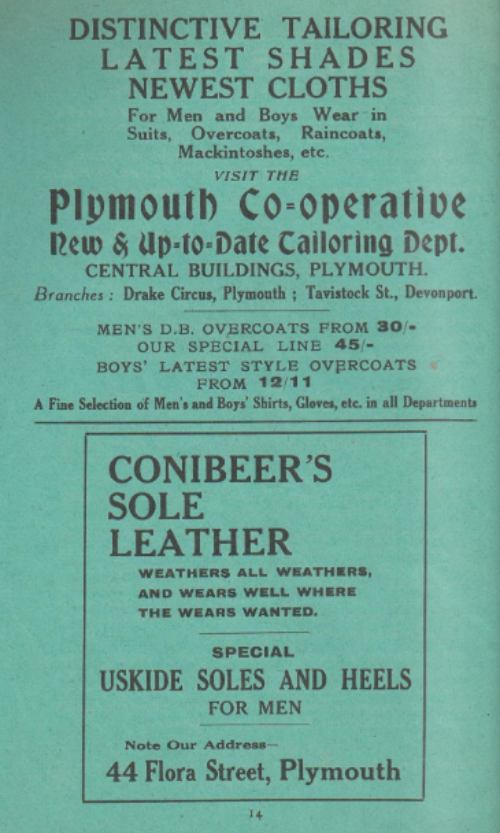 DISTINCTIVE TAILORING
LATEST SHADES
NEWEST CLOTHS
For Men and Boys Wear in
Suits, Overcoats, Raincoats,
Mackintoshes, etc.
VISIT THE
Plymouth Co-operative
New & Up-to-Date Tailoring Dept.
CENTRAL BUILDINGS, PLYMOUTH.
Branches : Drake Circus, Plymouth ; Tavistock St., Devonport.
MEN'S D.B. OVERCOATS FROM 30/-
OUR SPECIAL LINE 45/-
BOYS' LATEST STYLE OVERCOATS
FROM 12/11
A Fine Selection of Men's and Boys' Shirts, Gloves, etc. in all Departments
CONIBEER'S
SOLE
LEATHER
WEATHERS ALL WEATHERS,
AND WEARS WELL WHERE
THE WEARS WANTED.
SPECIAL
USKIDE SOLES AND HEELS
FOR MEN
Note Our Address—
44 Flora Street, Plymouth
14